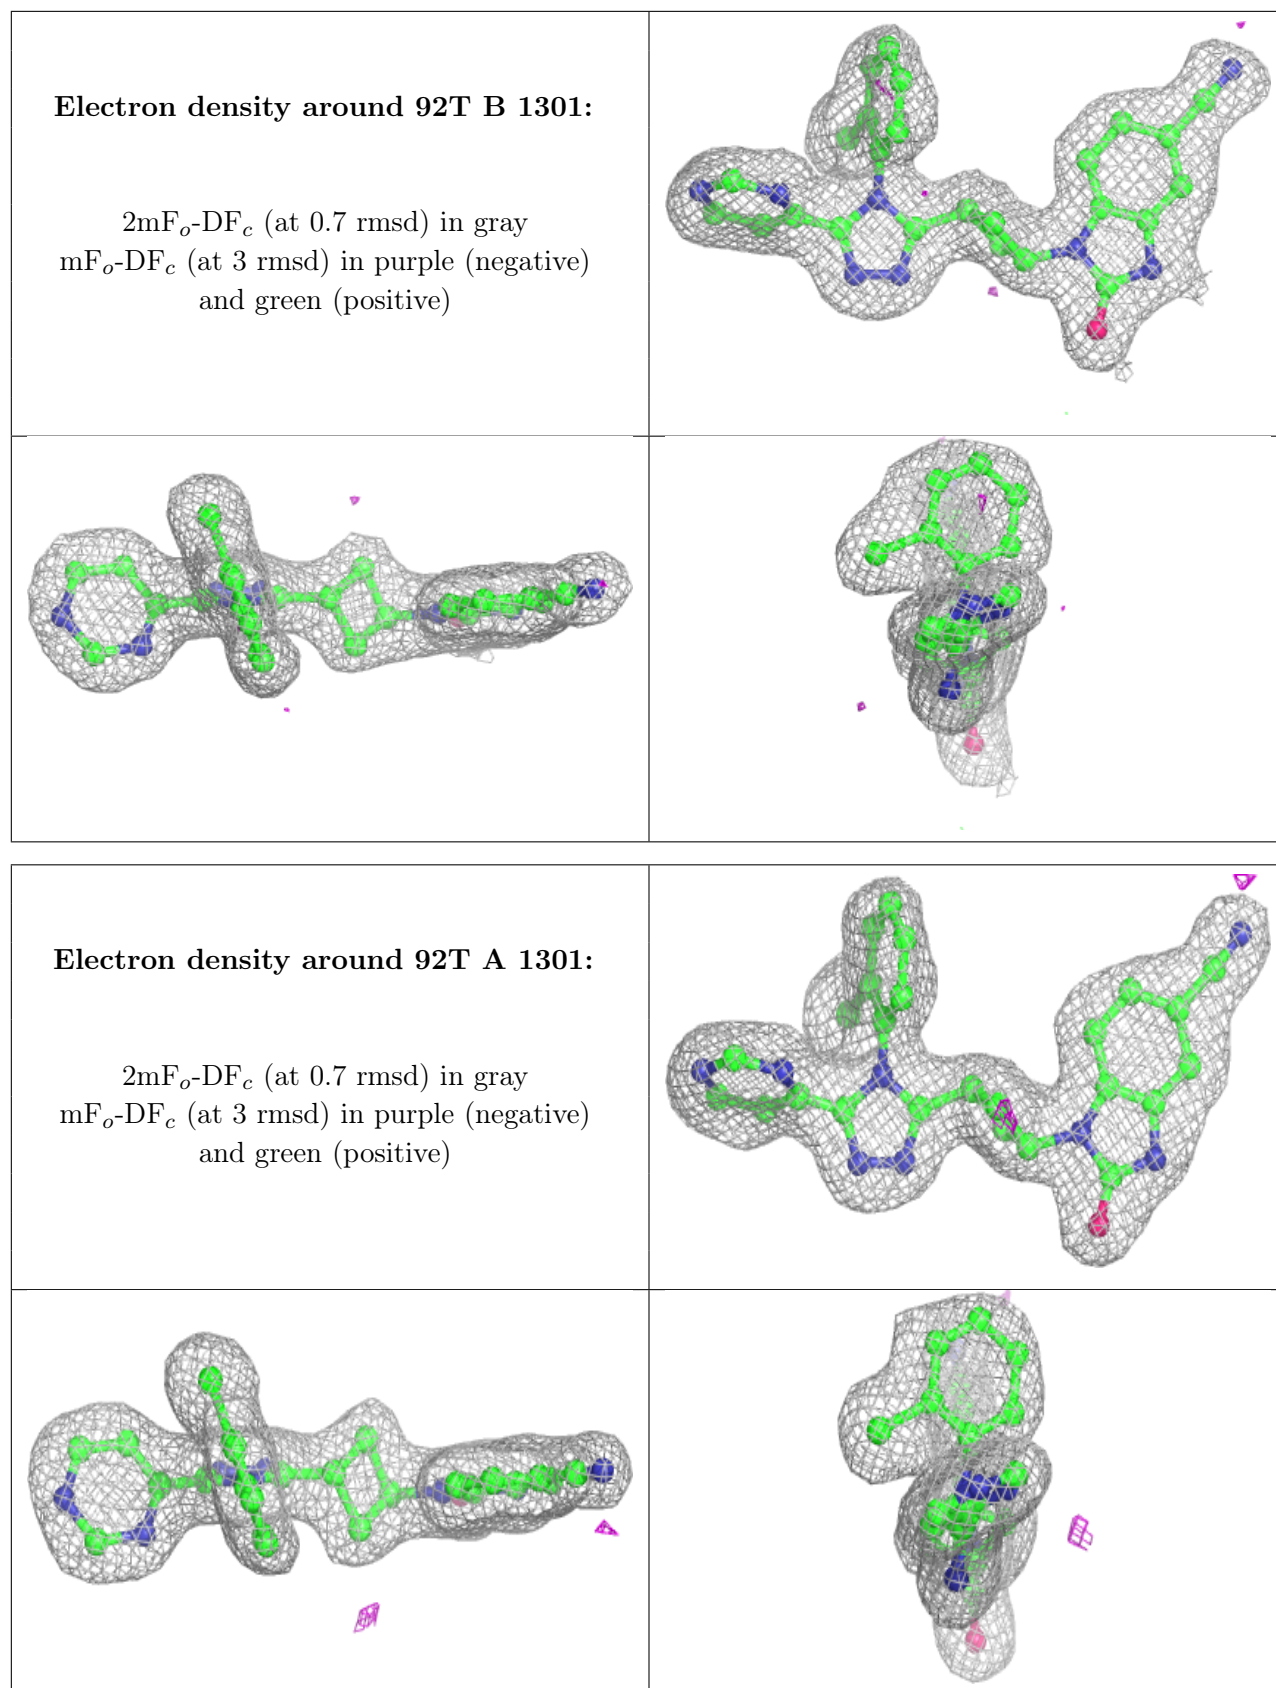 Electron density around 92T B 1301:
2mFo-DFc (at 0.7 rmsd) in gray
mFo-DFc (at 3 rmsd) in purple (negative)
and green (positive)
Electron density around 92T A 1301:
2mFo-DFc (at 0.7 rmsd) in gray
mFo-DFc (at 3 rmsd) in purple (negative)
and green (positive)